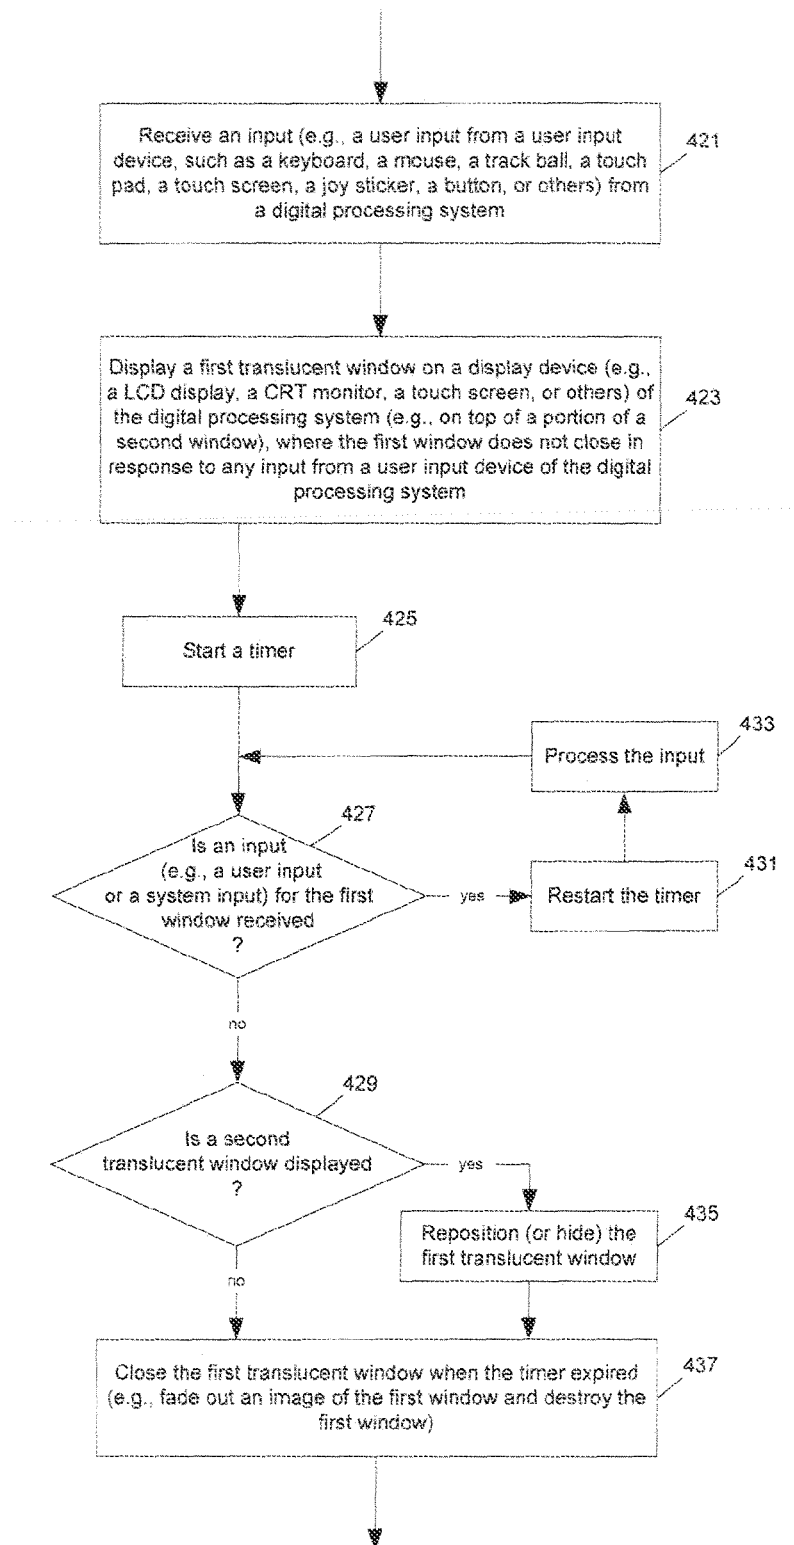 Receive an input (e.g., a user input from a user input
device, such as a keyboard, a mouse, a track ball, a touch
pad, a touch screen, a joy sticker, a button, or others) from
a digital processing system
421
Display a first translucent window on a display device (e.g.,
a LCD display, a CRT monitor, a touch screen, or others) of
the digital processing system (e.g., on top of a portion of a
second window), where the first window does not close in
response to any input from a user input device of the digital
processing system
423
Start a timer
425
Process the input
433
Is an input
(e.g., a user input
or a system input) for the first
window received
?
427
yes
Restart the timer
431
no
Is a second
translucent window displayed
?
429
yes
Reposition (or hide) the
first translucent window
435
no
Close the first translucent window when the timer expired
(e.g., fade out an image of the first window and destroy the
first window)
437